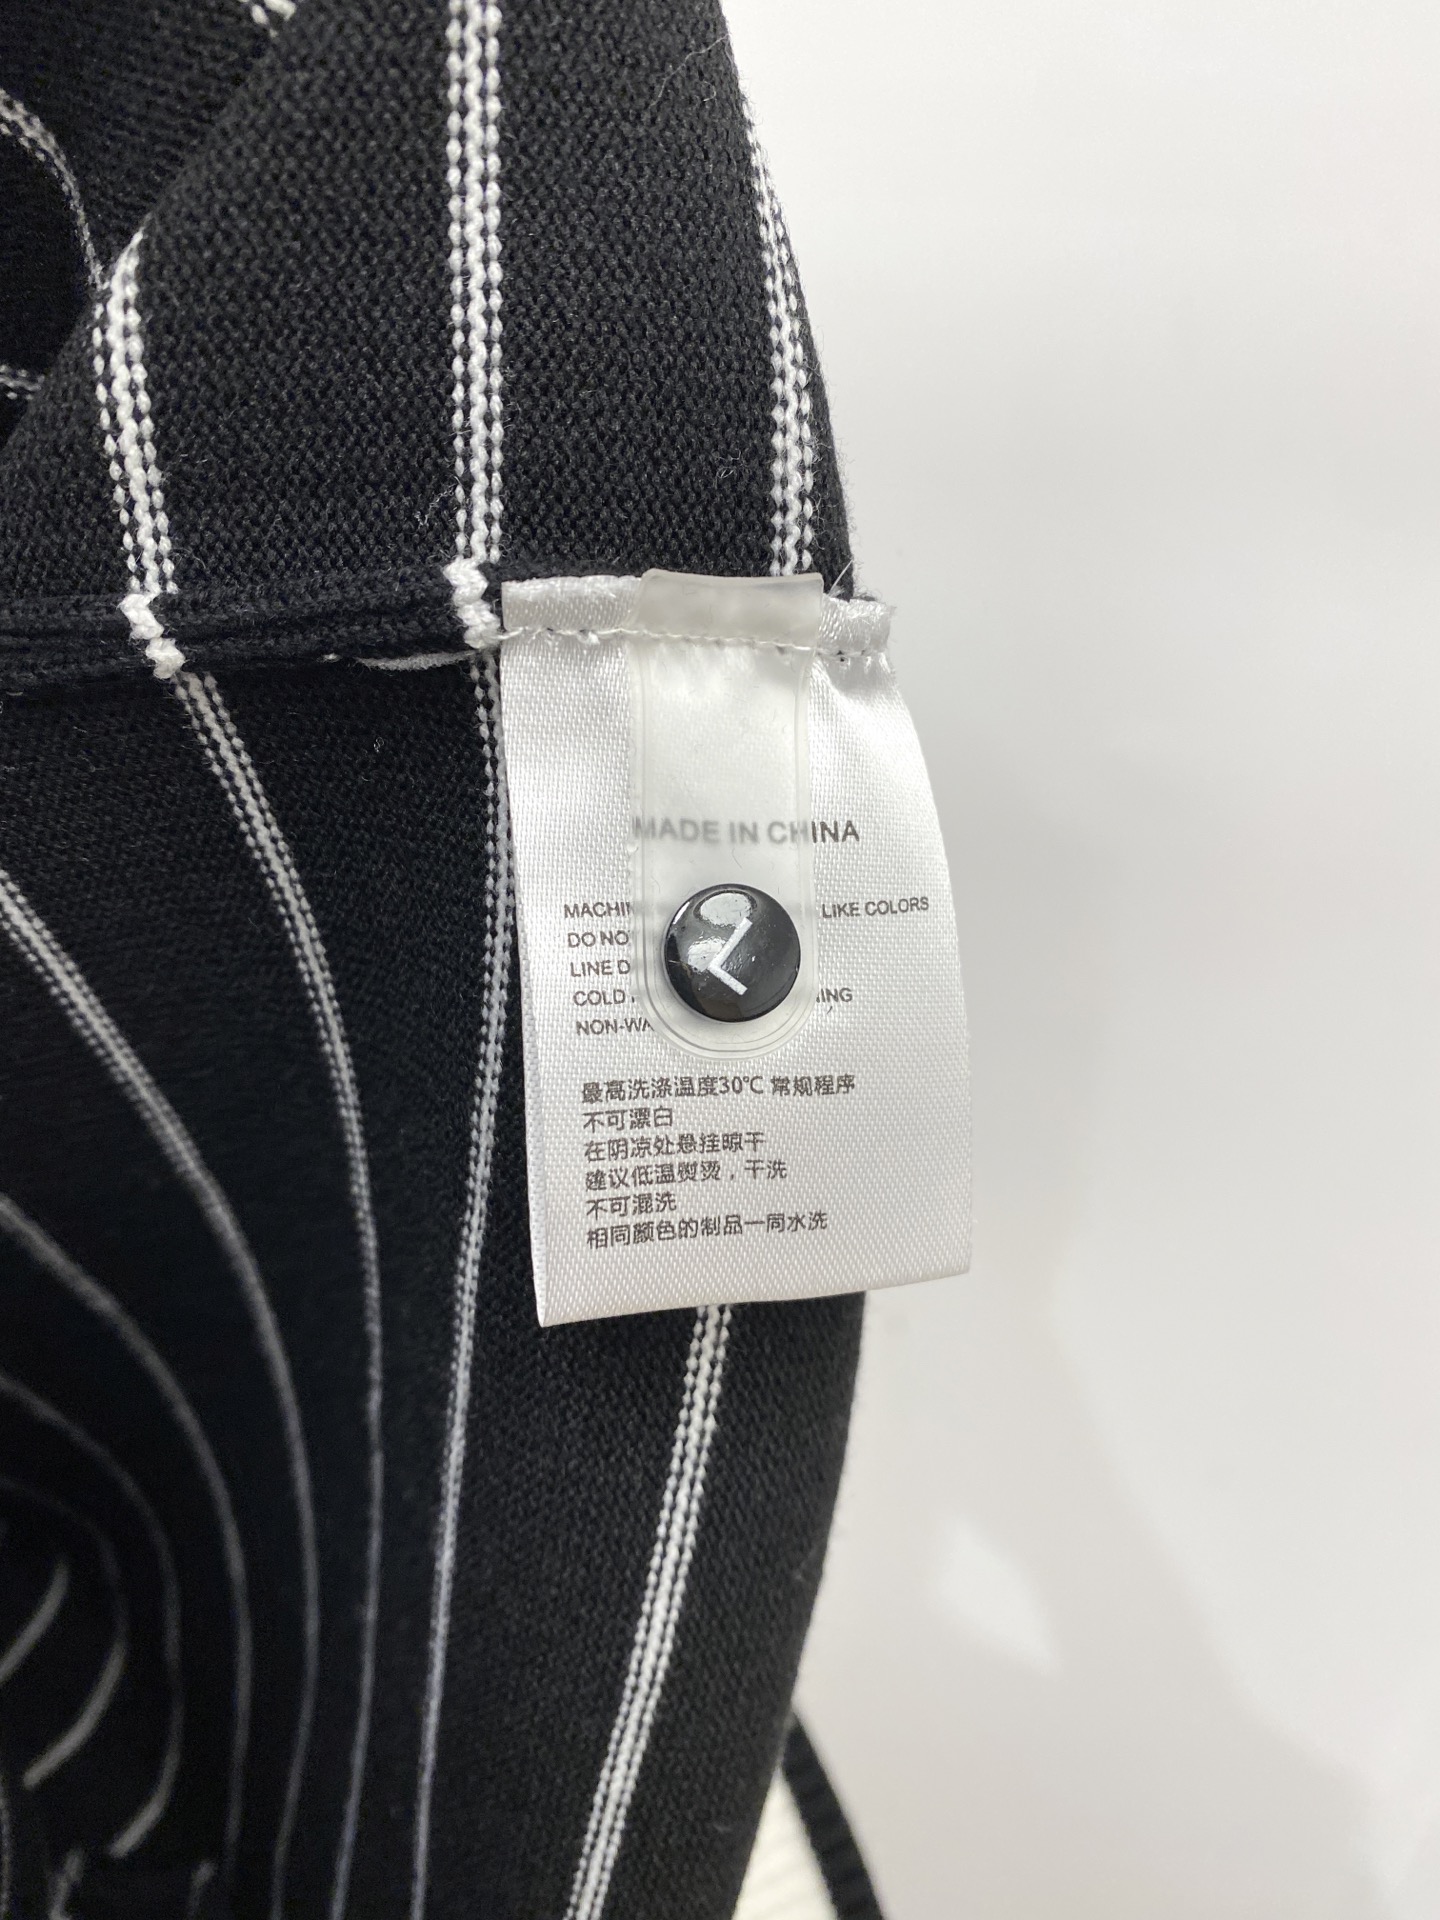 MADE IN CHINA
LIKE COLORS
DO NO
LINE D
COLD
NON-WA
最高洗涤温度30℃ 常规程序
不可漂白
在阴凉处悬挂晾干
建议低温熨烫，干洗
不可混洗
相同颜色的制品一同水洗